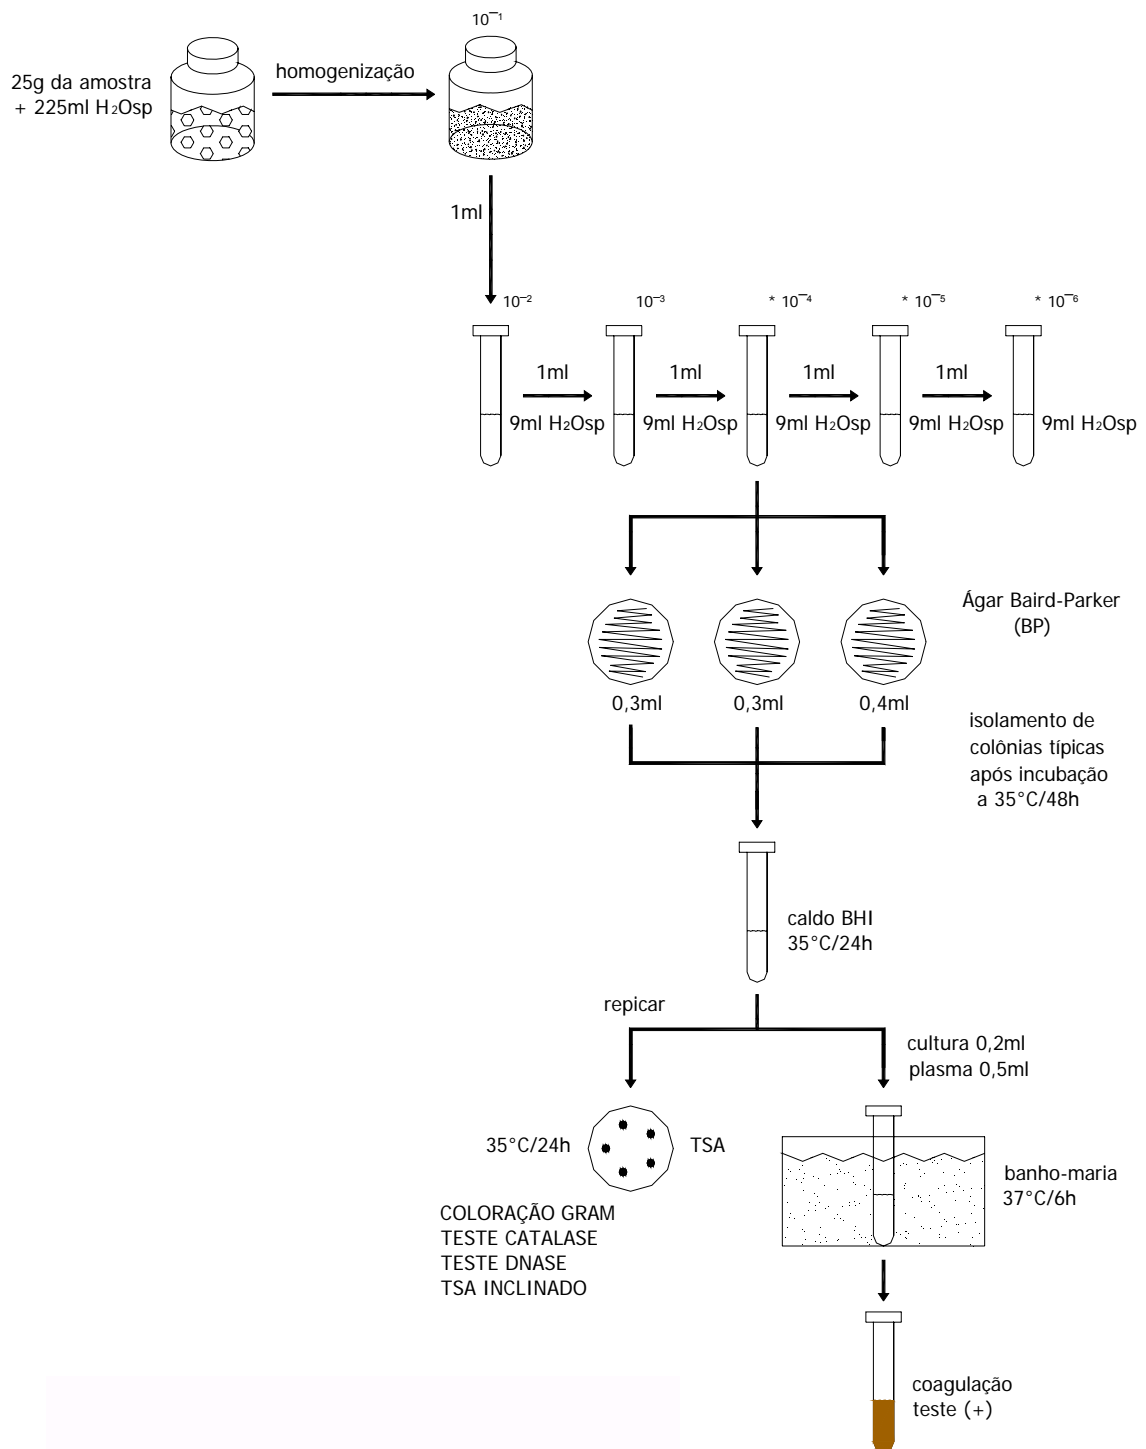 10⁻¹
25g da amostra
+ 225ml H₂Osp
homogenização
1ml
10⁻²
10⁻³
* 10⁻⁴
* 10⁻⁵
* 10⁻⁶
1ml
1ml
1ml
1ml
9ml H₂Osp
9ml H₂Osp
9ml H₂Osp
9ml H₂Osp
9ml H₂Osp
Ágar Baird-Parker
(BP)
0,3ml
0,3ml
0,4ml
isolamento de
colônias típicas
após incubação
a 35°C/48h
caldo BHI
35°C/24h
repicar
cultura 0,2ml
plasma 0,5ml
35°C/24h
TSA
banho-maria
37°C/6h
COLORAÇÃO GRAM
TESTE CATALASE
TESTE DNASE
TSA INCLINADO
coagulação
teste (+)